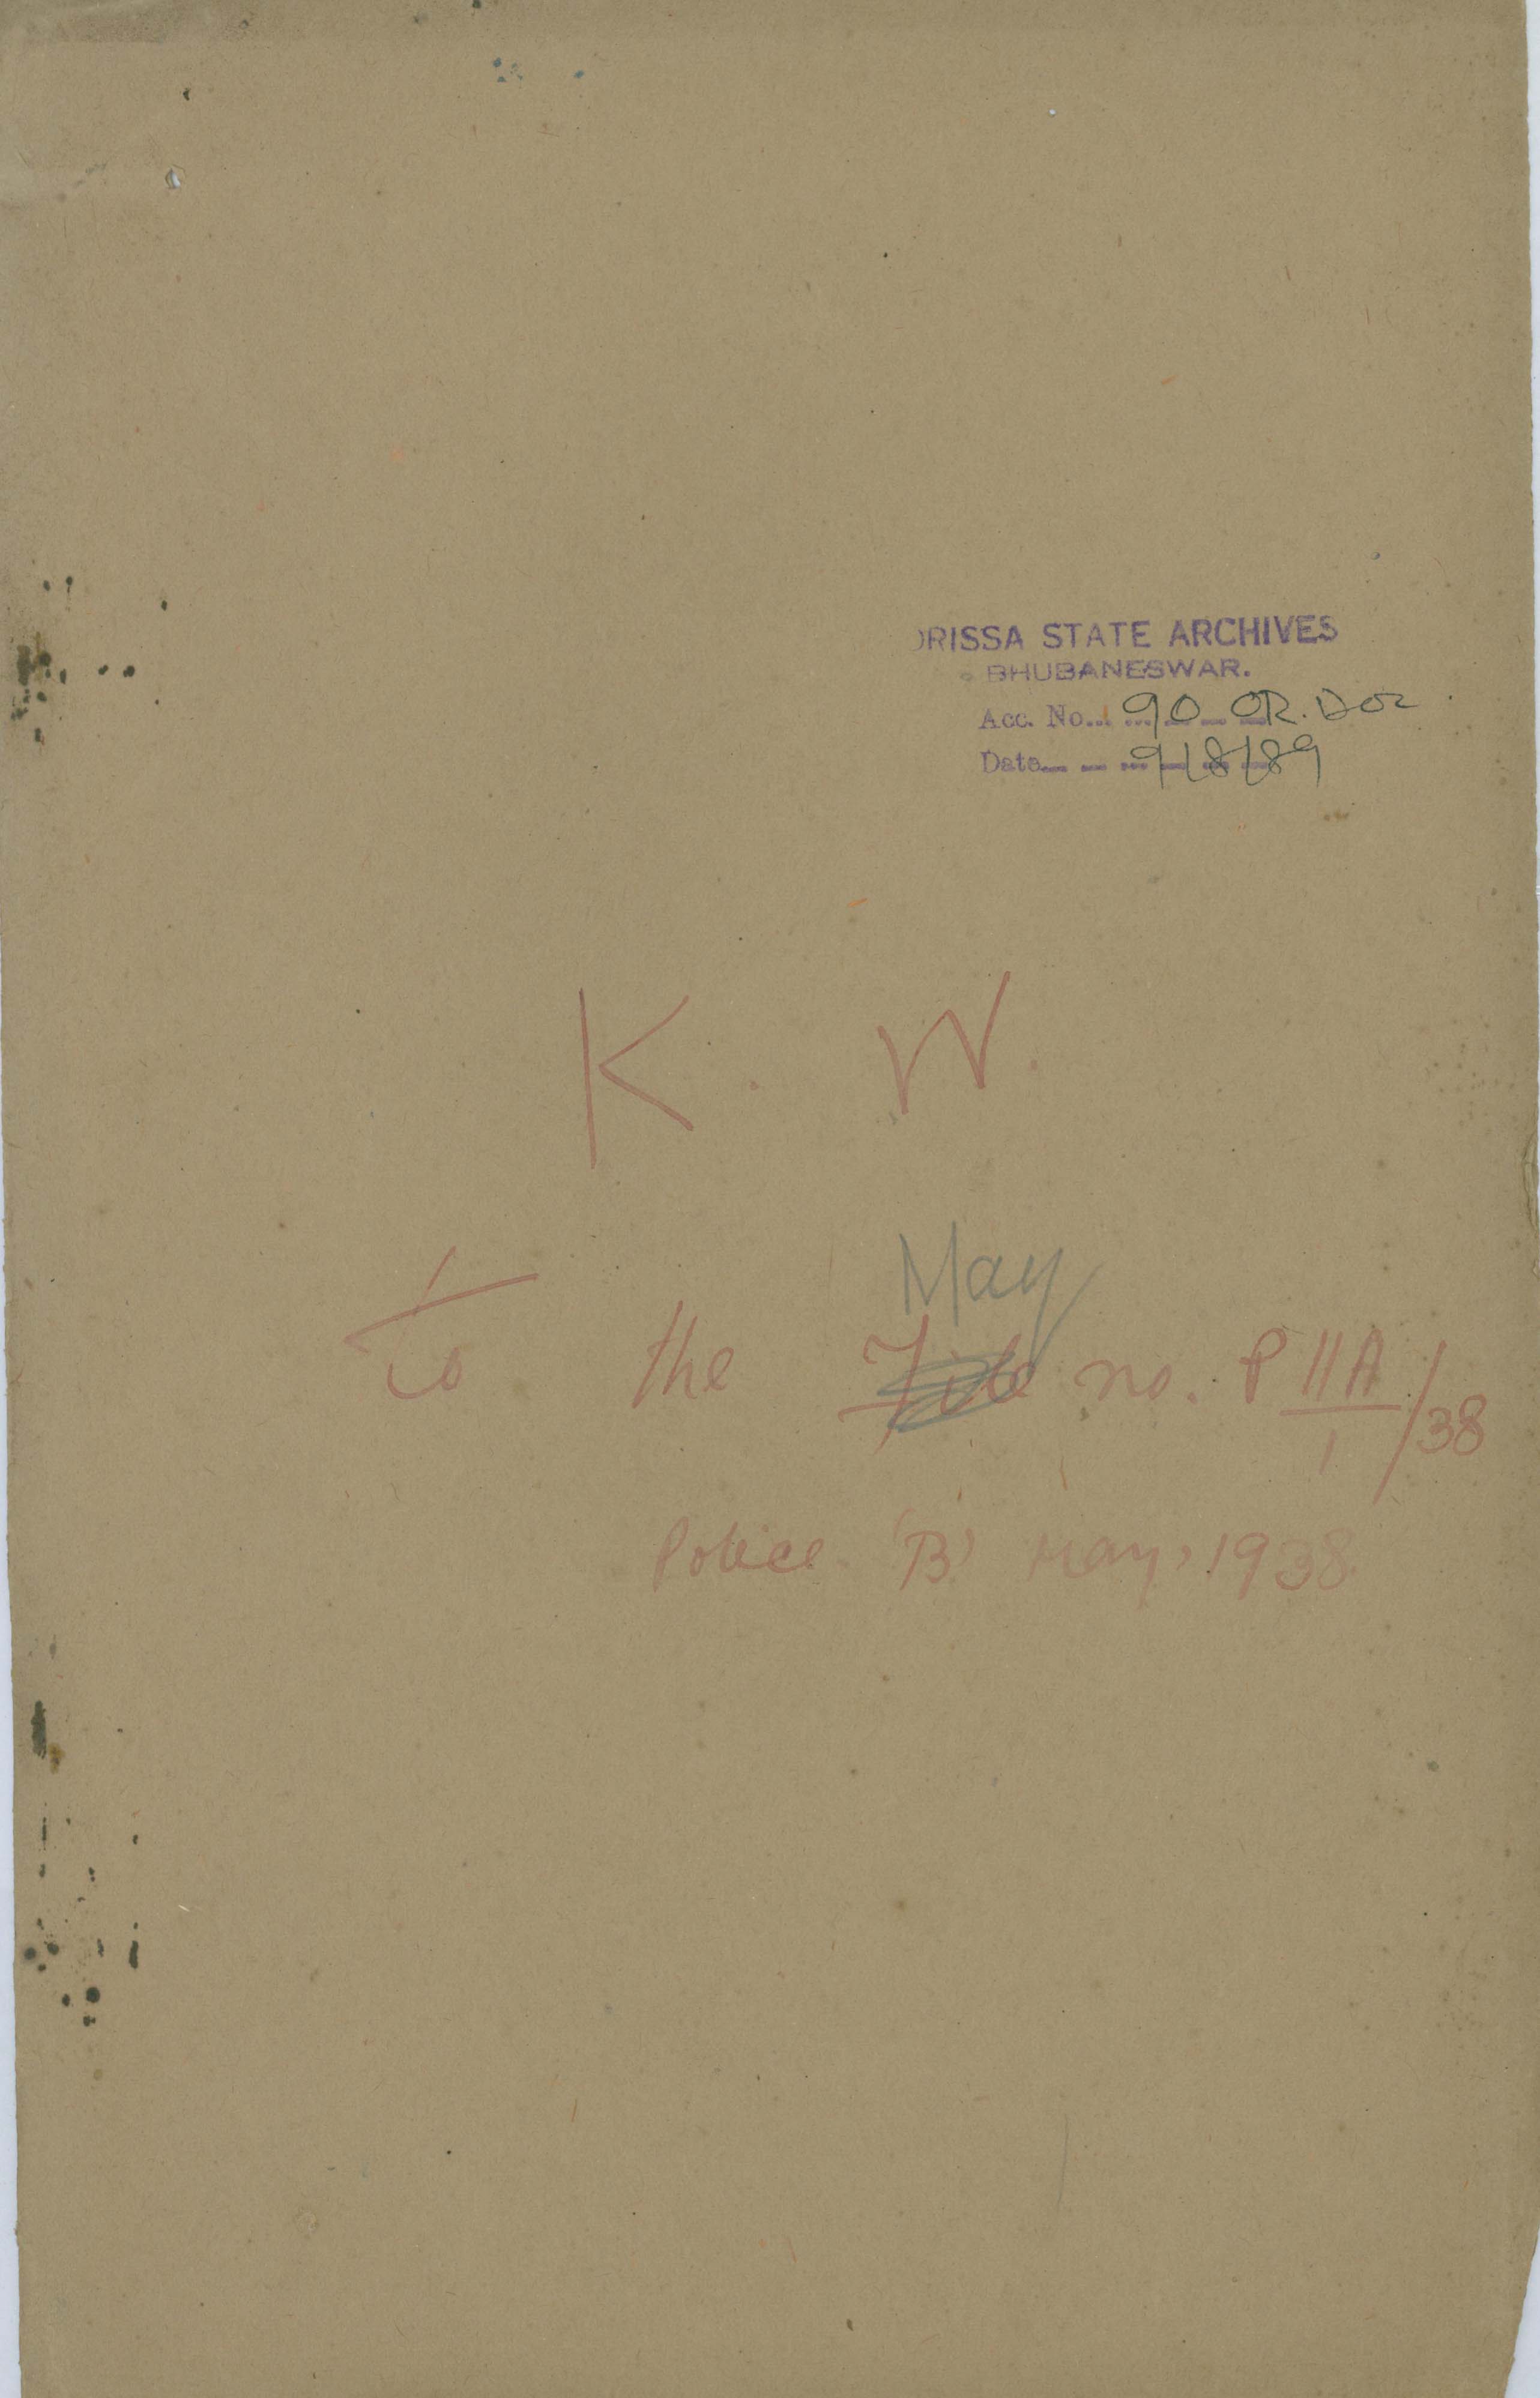 ORISSA STATE ARCHIVES
BHUBANESWAR.
Acc. No... 90 OR. Doc
Date 9/8/89
K. W.
May
to the File no. P IIA/1/38
Police 'B' May, 1938